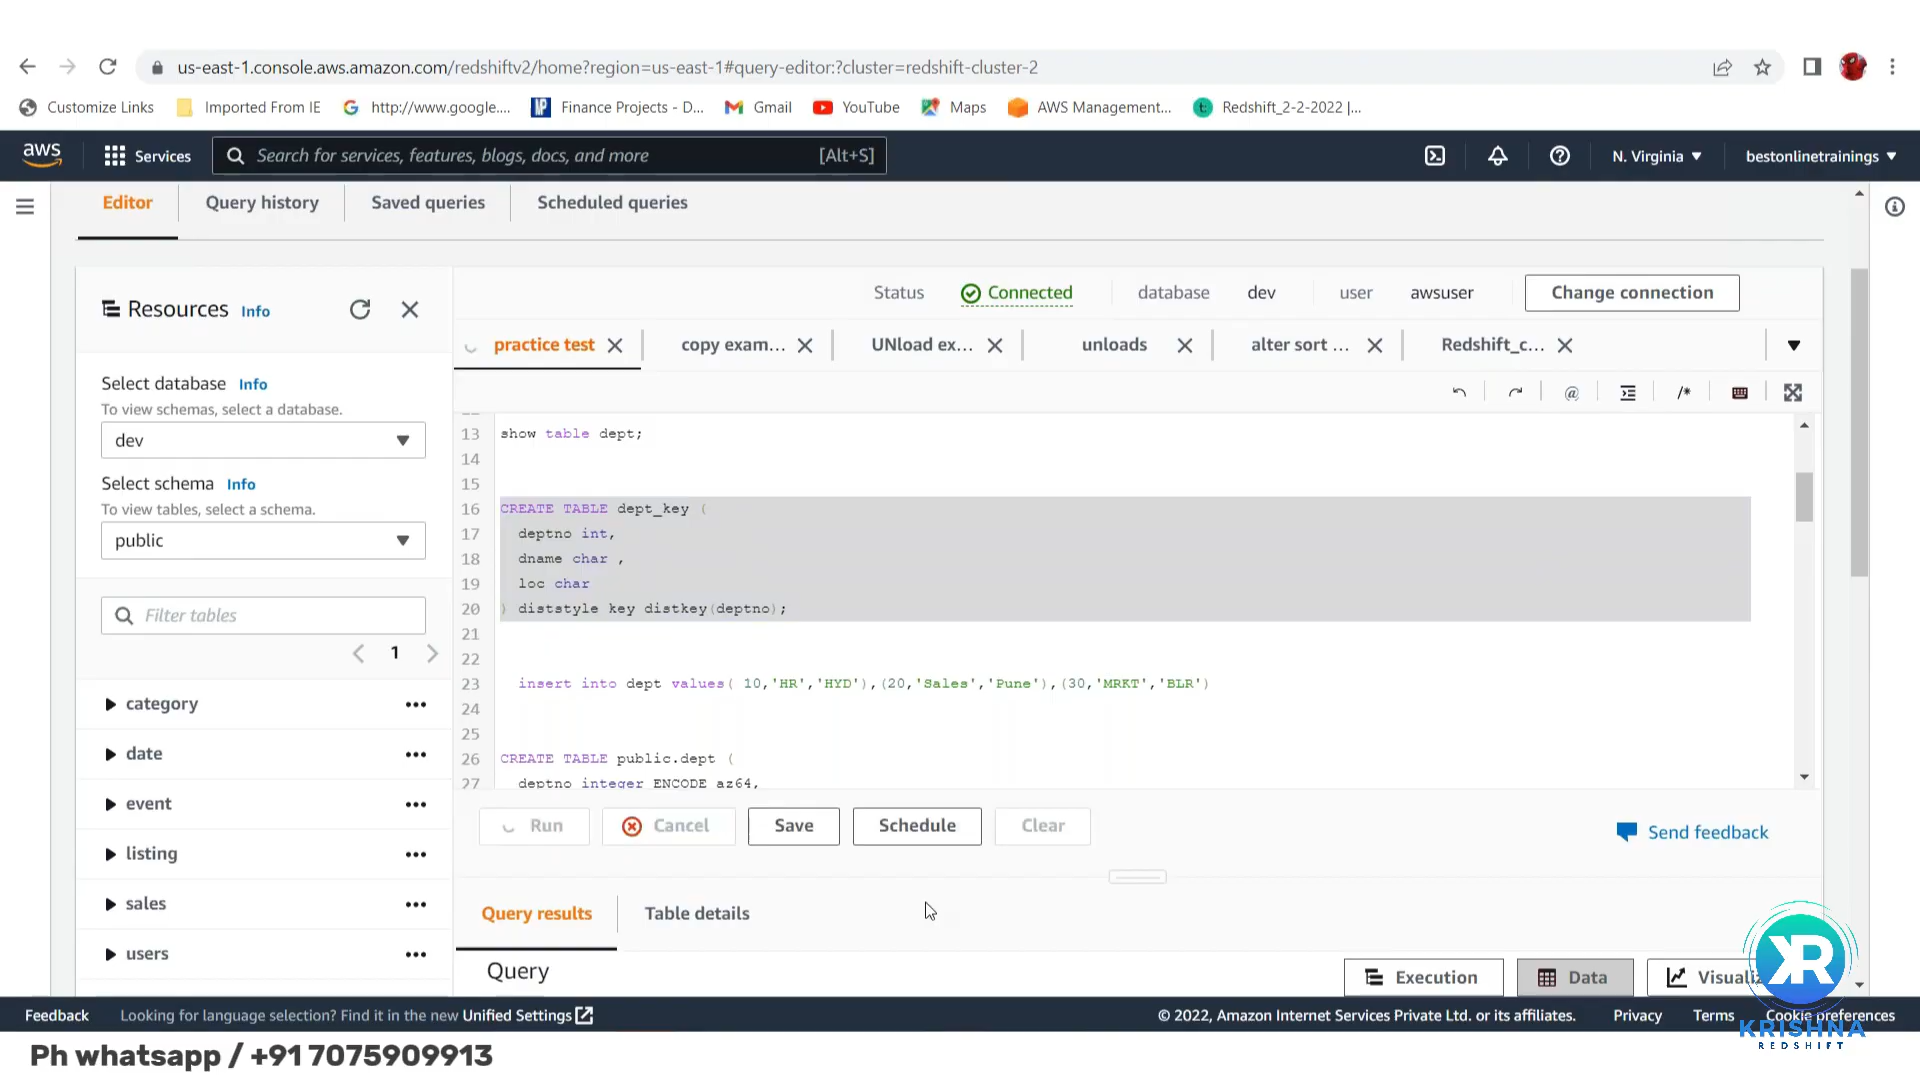 us-east-1.console.aws.amazon.com/redshiftv2/home?region=us-east-1#query-editor:?cluster=redshift-cluster-2
Customize Links Imported From IE http://www.google.... Finance Projects - D... Gmail YouTube Maps AWS Management... Redshift_2-2-2022 |...
aws Services Search for services, features, blogs, docs, and more [Alt+S] N. Virginia bestonlinetrainings
Editor Query history Saved queries Scheduled queries
Resources Info
Status Connected database dev user awsuser Change connection
practice test copy exam... UNload ex... unloads alter sort ... Redshift_c...
Select database Info
To view schemas, select a database.
dev
Select schema Info
To view tables, select a schema.
public
Filter tables
1
category
date
event
listing
sales
users
@ /*
13 show table dept;
14
15
16 CREATE TABLE dept_key (
17 deptno int,
18 dname char ,
19 loc char
20 ) diststyle key distkey(deptno);
21
22
23 insert into dept values( 10,'HR','HYD'),(20,'Sales','Pune'),(30,'MRKT','BLR')
24
25
26 CREATE TABLE public.dept (
27 deptno integer ENCODE az64,
Run Cancel Save Schedule Clear
Send feedback
Query results Table details
Query
Execution Data Visualiz
Feedback Looking for language selection? Find it in the new Unified Settings © 2022, Amazon Internet Services Private Ltd. or its affiliates. Privacy Terms Cookie preferences
KR
KRISHNA
REDSHIFT
Ph whatsapp / +91 7075909913